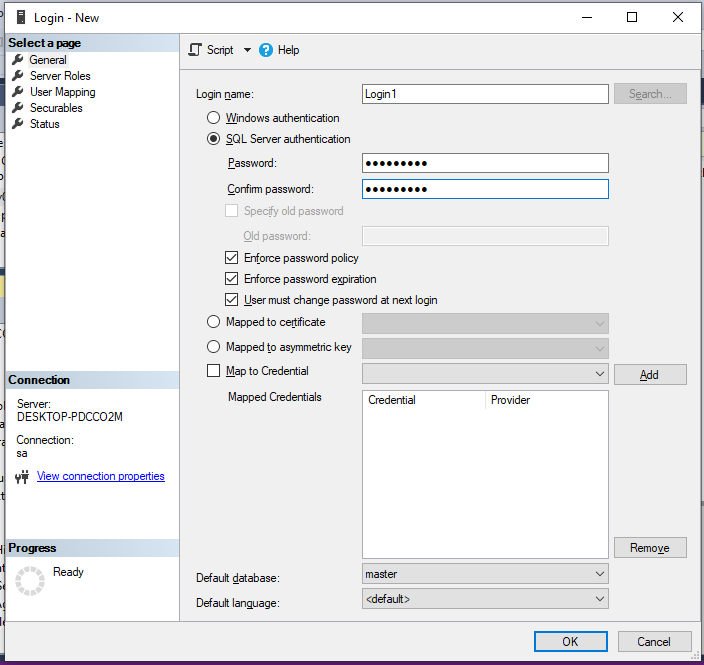 Login - New
Select a page
General
Server Roles
User Mapping
Securables
Status
Script
Help
Login name:
Login1
Search...
Windows authentication
SQL Server authentication
Password:
●●●●●●●●●
Confirm password:
●●●●●●●●●
Specify old password
Old password:
Enforce password policy
Enforce password expiration
User must change password at next login
Mapped to certificate
Mapped to asymmetric key
Map to Credential
Add
Mapped Credentials
Credential Provider
Remove
Default database:
master
Default language:
<default>
Connection
Server:
DESKTOP-PDCCO2M
Connection:
sa
View connection properties
Progress
Ready
OK
Cancel